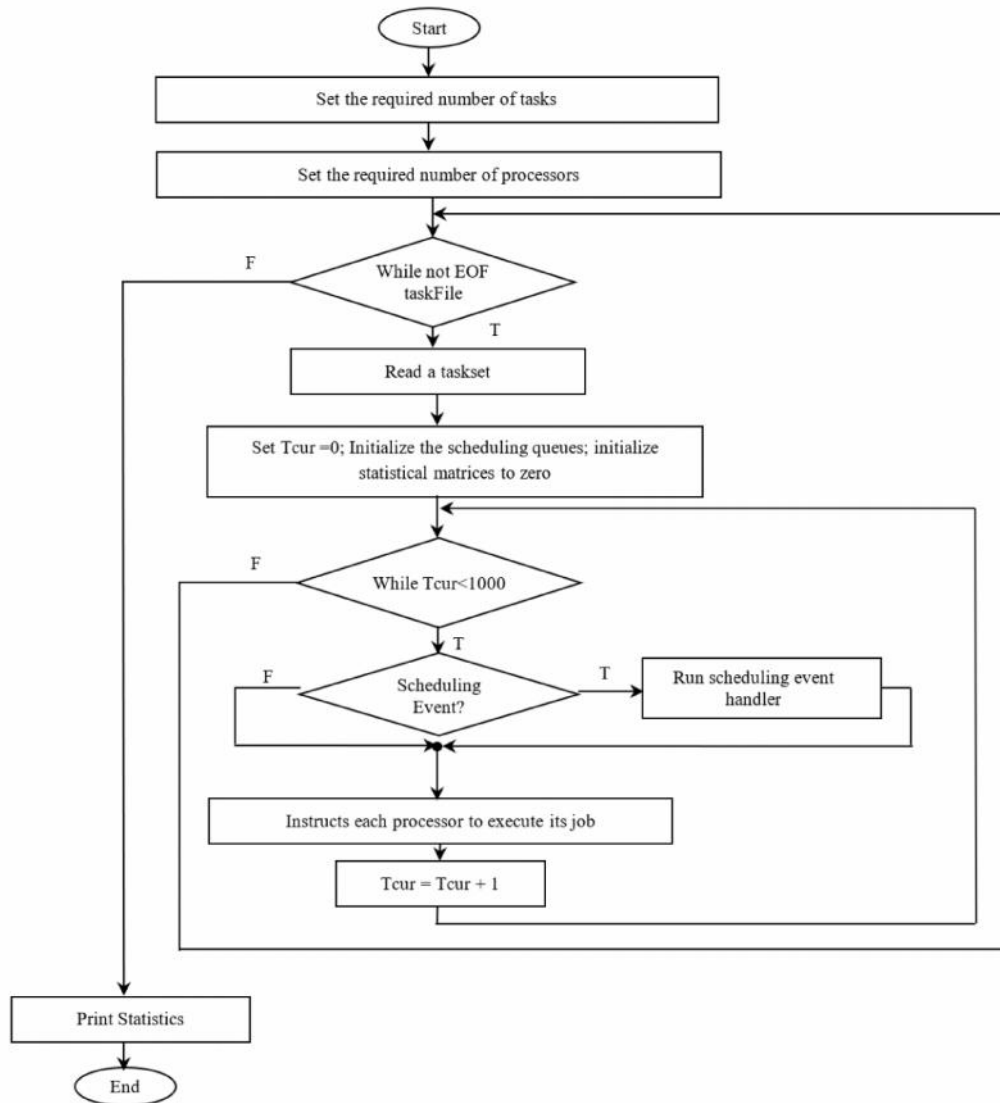 Start
Set the required number of tasks
Set the required number of processors
F
While not EOF
taskFile
T
Read a taskset
Set Tcur =0; Initialize the scheduling queues; initialize
statistical matrices to zero
F
While Tcur<1000
T
F
Scheduling
Event?
T
Run scheduling event
handler
Instructs each processor to execute its job
Tcur = Tcur + 1
Print Statistics
End